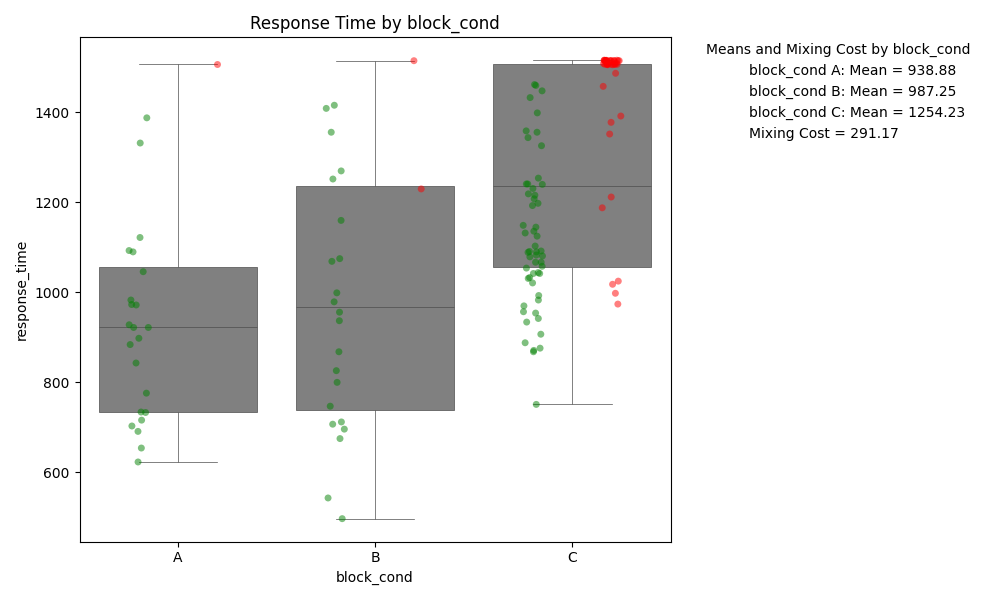 Response Time by block_cond
Means and Mixing Cost by block_cond
block_cond A: Mean = 938.88
block_cond B: Mean = 987.25
block_cond C: Mean = 1254.23
Mixing Cost = 291.17
response_time
1400
1200
1000
800
600
A B C
block_cond